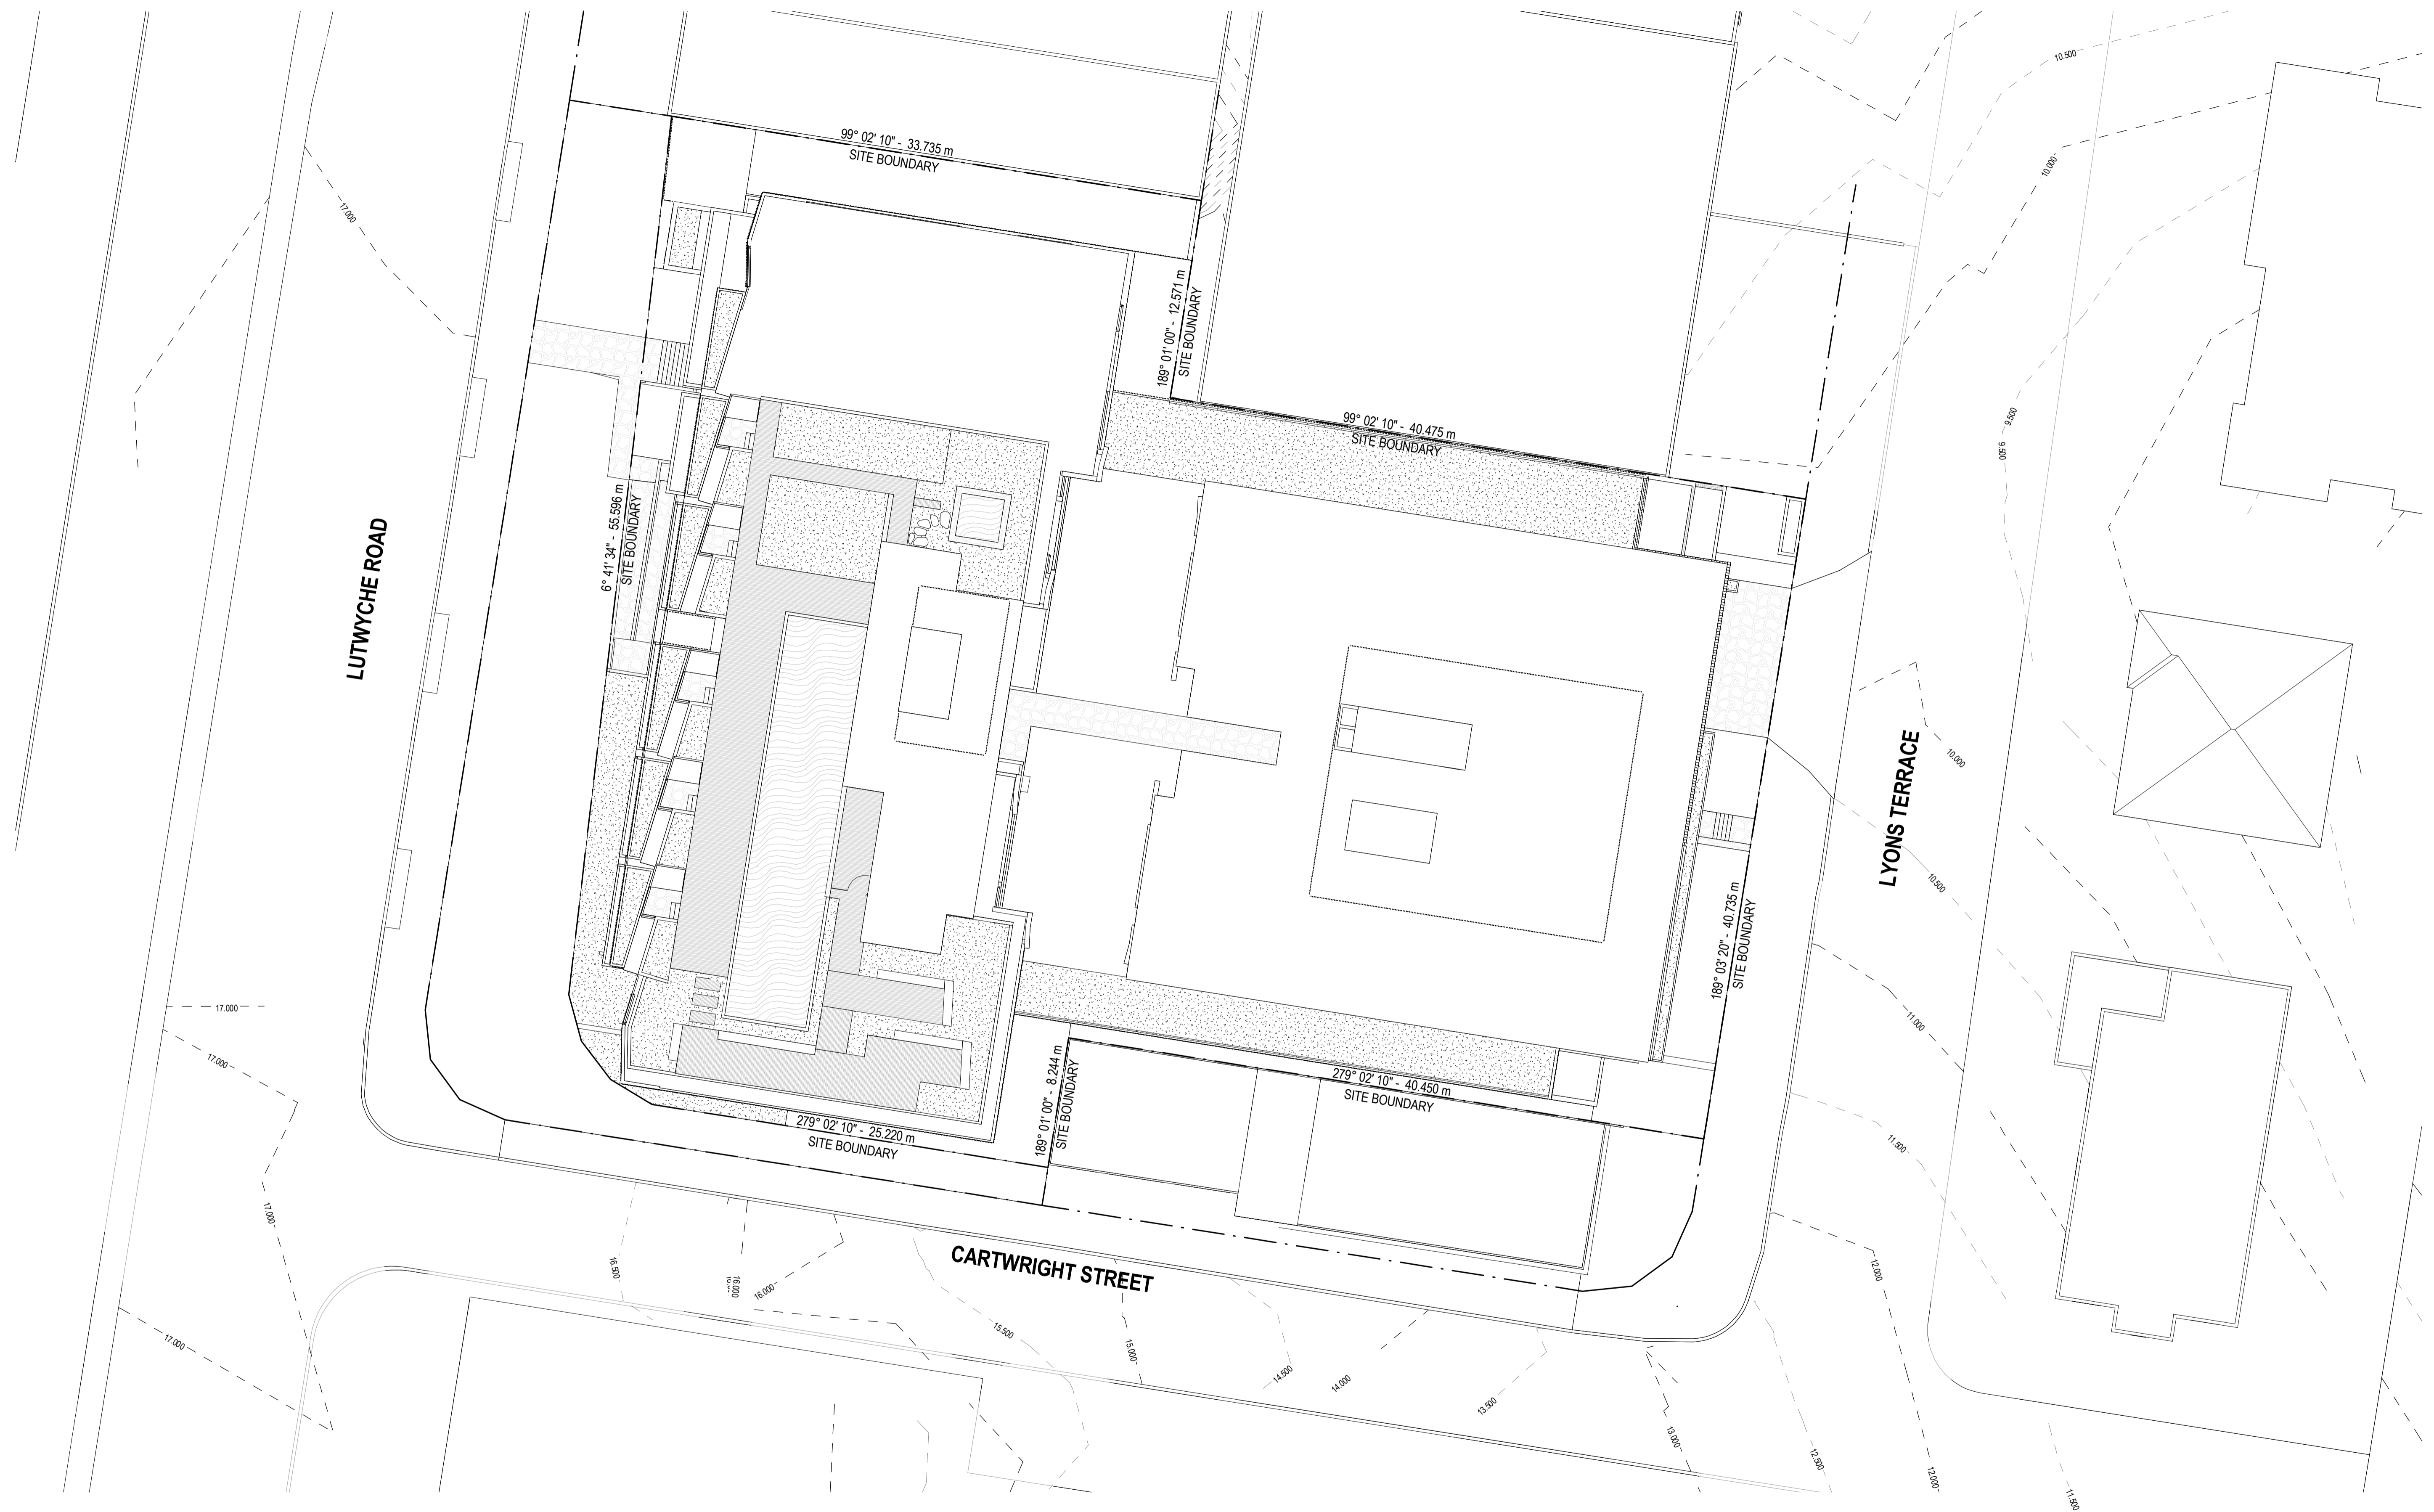 10.500
99° 02' 10" - 33.735 m
SITE BOUNDARY
10.000
17.000
189° 01' 00" - 12.571 m
SITE BOUNDARY
99° 02' 10" - 40.475 m
SITE BOUNDARY
9.500
9.500
6° 41' 34" - 55.596 m
SITE BOUNDARY
LUTWYCHE ROAD
LYONS TERRACE
10.000
10.500
189° 03' 20" - 40.735 m
SITE BOUNDARY
17.000
11.000
17.000
189° 01' 00" - 8.244 m
SITE BOUNDARY
279° 02' 10" - 40.450 m
SITE BOUNDARY
279° 02' 10" - 25.220 m
SITE BOUNDARY
11.500
17.000
CARTWRIGHT STREET
16.500
16.000
16.000
12.000
17.000
15.500
15.000
14.500
14.000
13.500
13.000
12.500
12.000
11.500